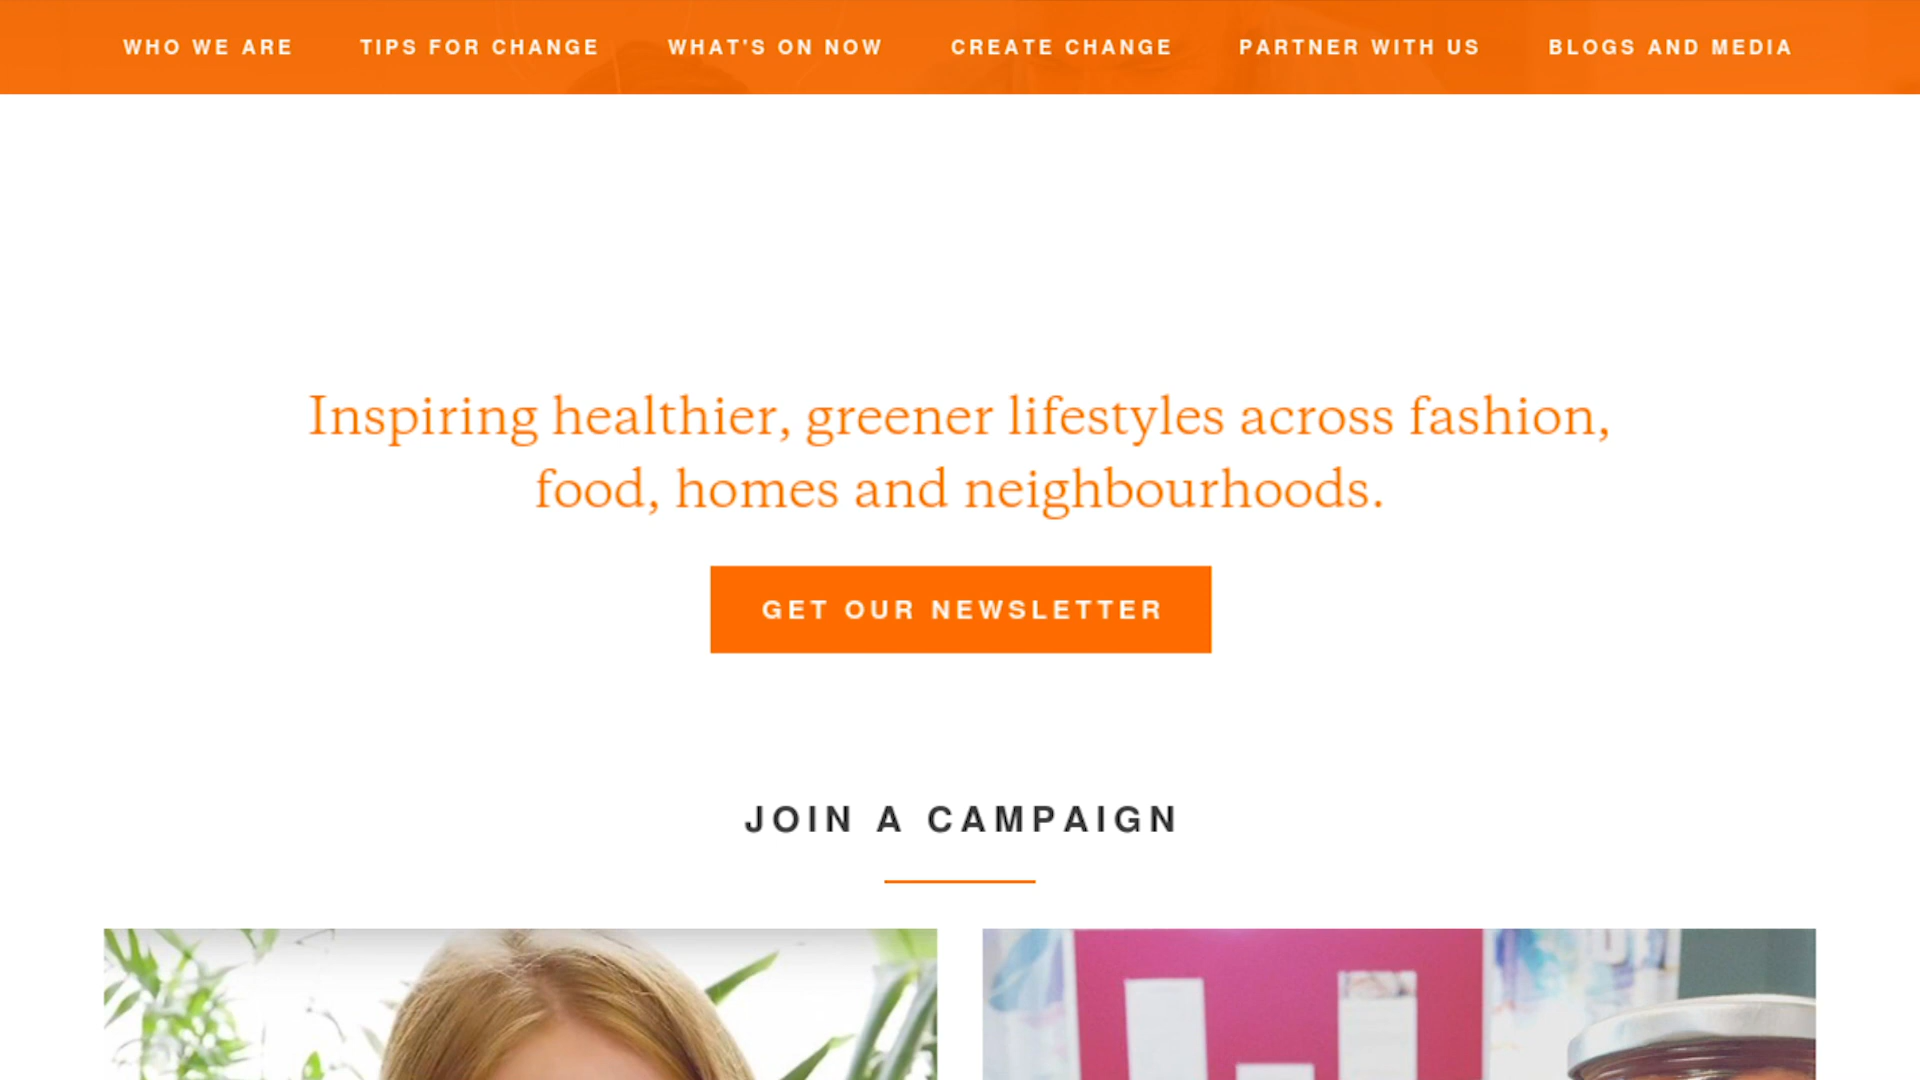 WHO WE ARE TIPS FOR CHANGE WHAT'S ON NOW CREATE CHANGE PARTNER WITH US BLOGS AND MEDIA
Inspiring healthier, greener lifestyles across fashion,
food, homes and neighbourhoods.
GET OUR NEWSLETTER
JOIN A CAMPAIGN